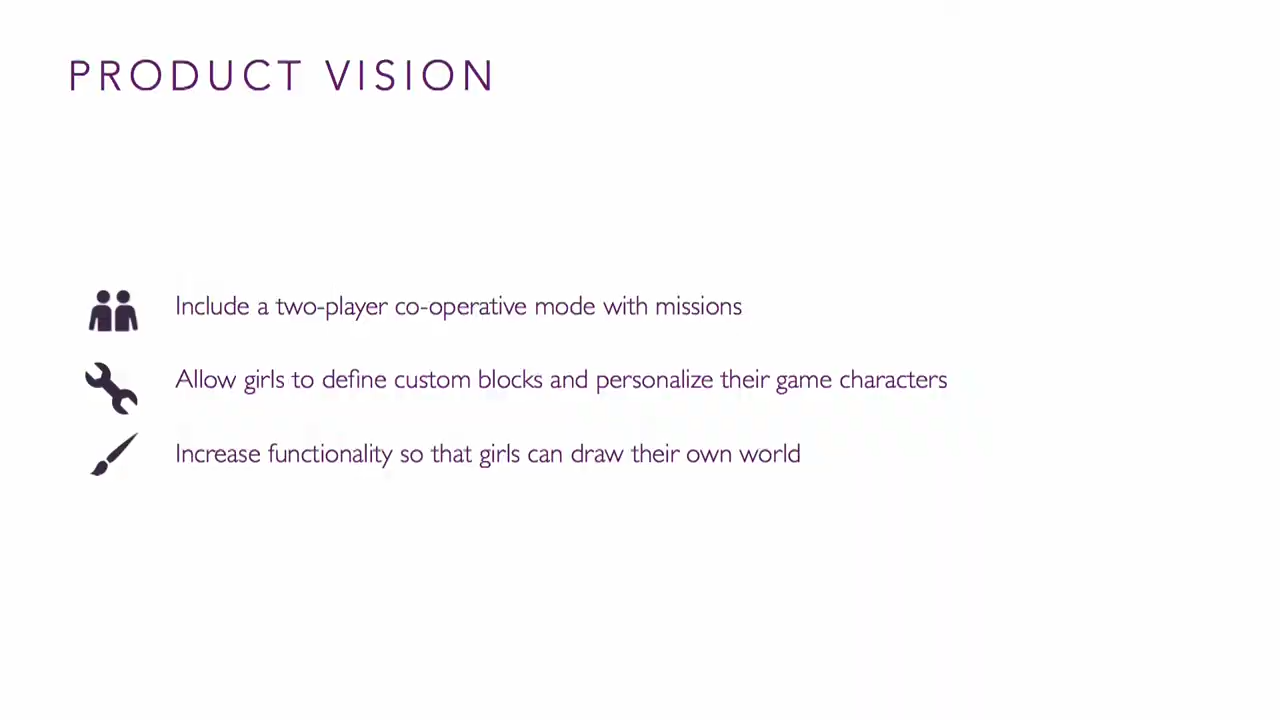 PRODUCT VISION
Include a two-player co-operative mode with missions
Allow girls to define custom blocks and personalize their game characters
Increase functionality so that girls can draw their own world